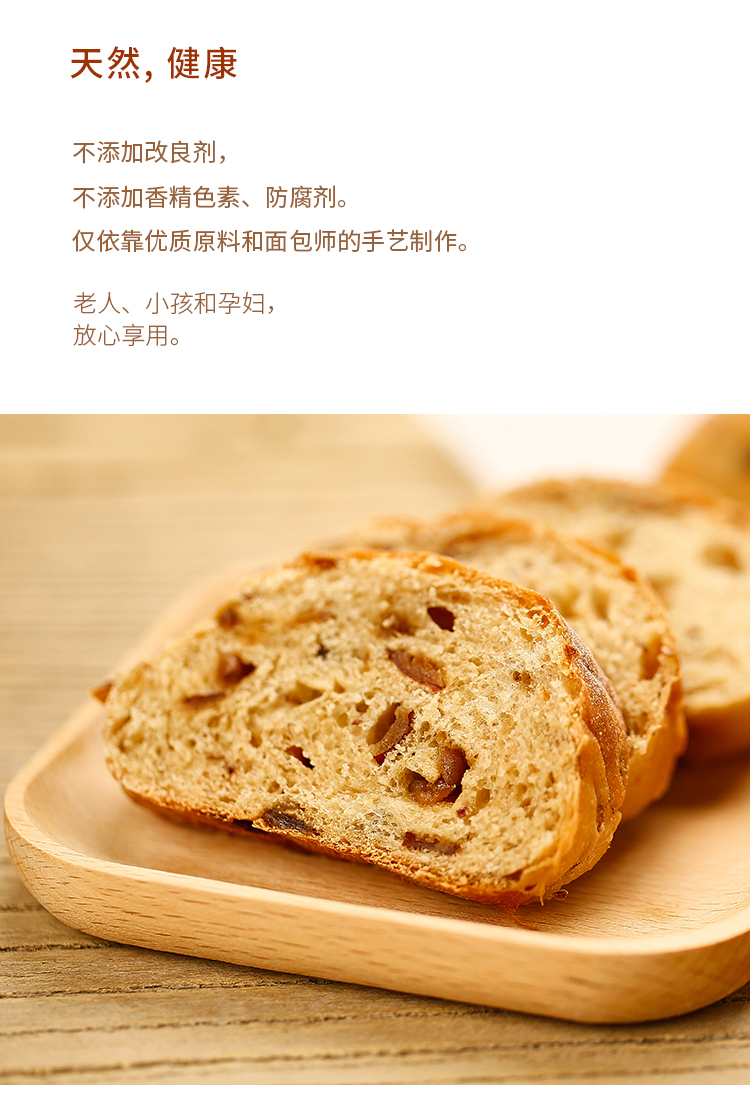 天然, 健康
不添加改良剂，
不添加香精色素、防腐剂。
仅依靠优质原料和面包师的手艺制作。
老人、小孩和孕妇，
放心享用。